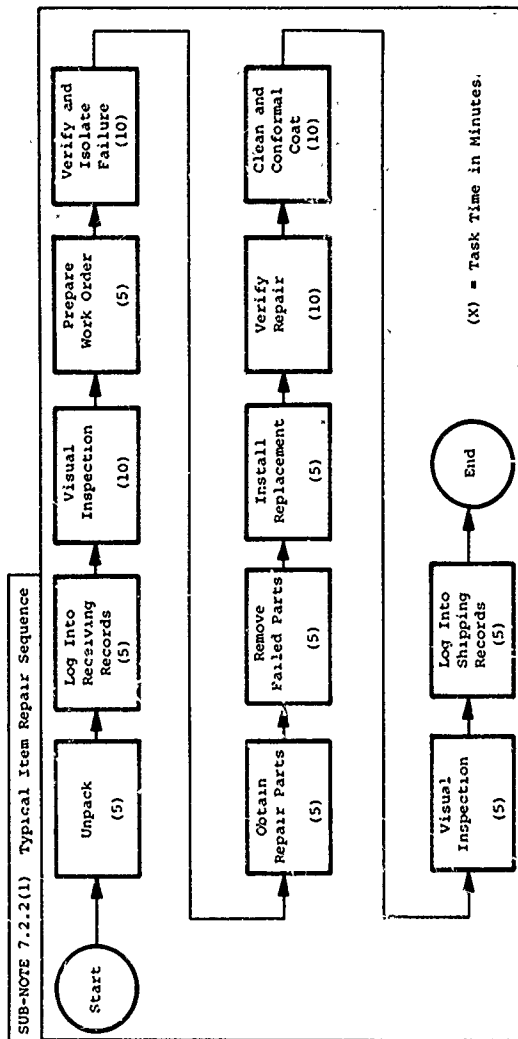 SUB-NOTE 7.2.2(1) Typical Item Repair Sequence
Start
Unpack
(5)
Log Into
Receiving
Records
(5)
Visual
Inspection
(10)
Prepare
Work Order
(5)
Verify and
Isolate
Failure
(10)
Obtain
Repair Parts
(5)
Remove
Failed Parts
(5)
Install
Replacement
(5)
Verify
Repair
(10)
Clean and
Conformal
Coat
(10)
Visual
Inspection
(5)
Log Into
Shipping
Records
(5)
End
(X) = Task Time in Minutes.